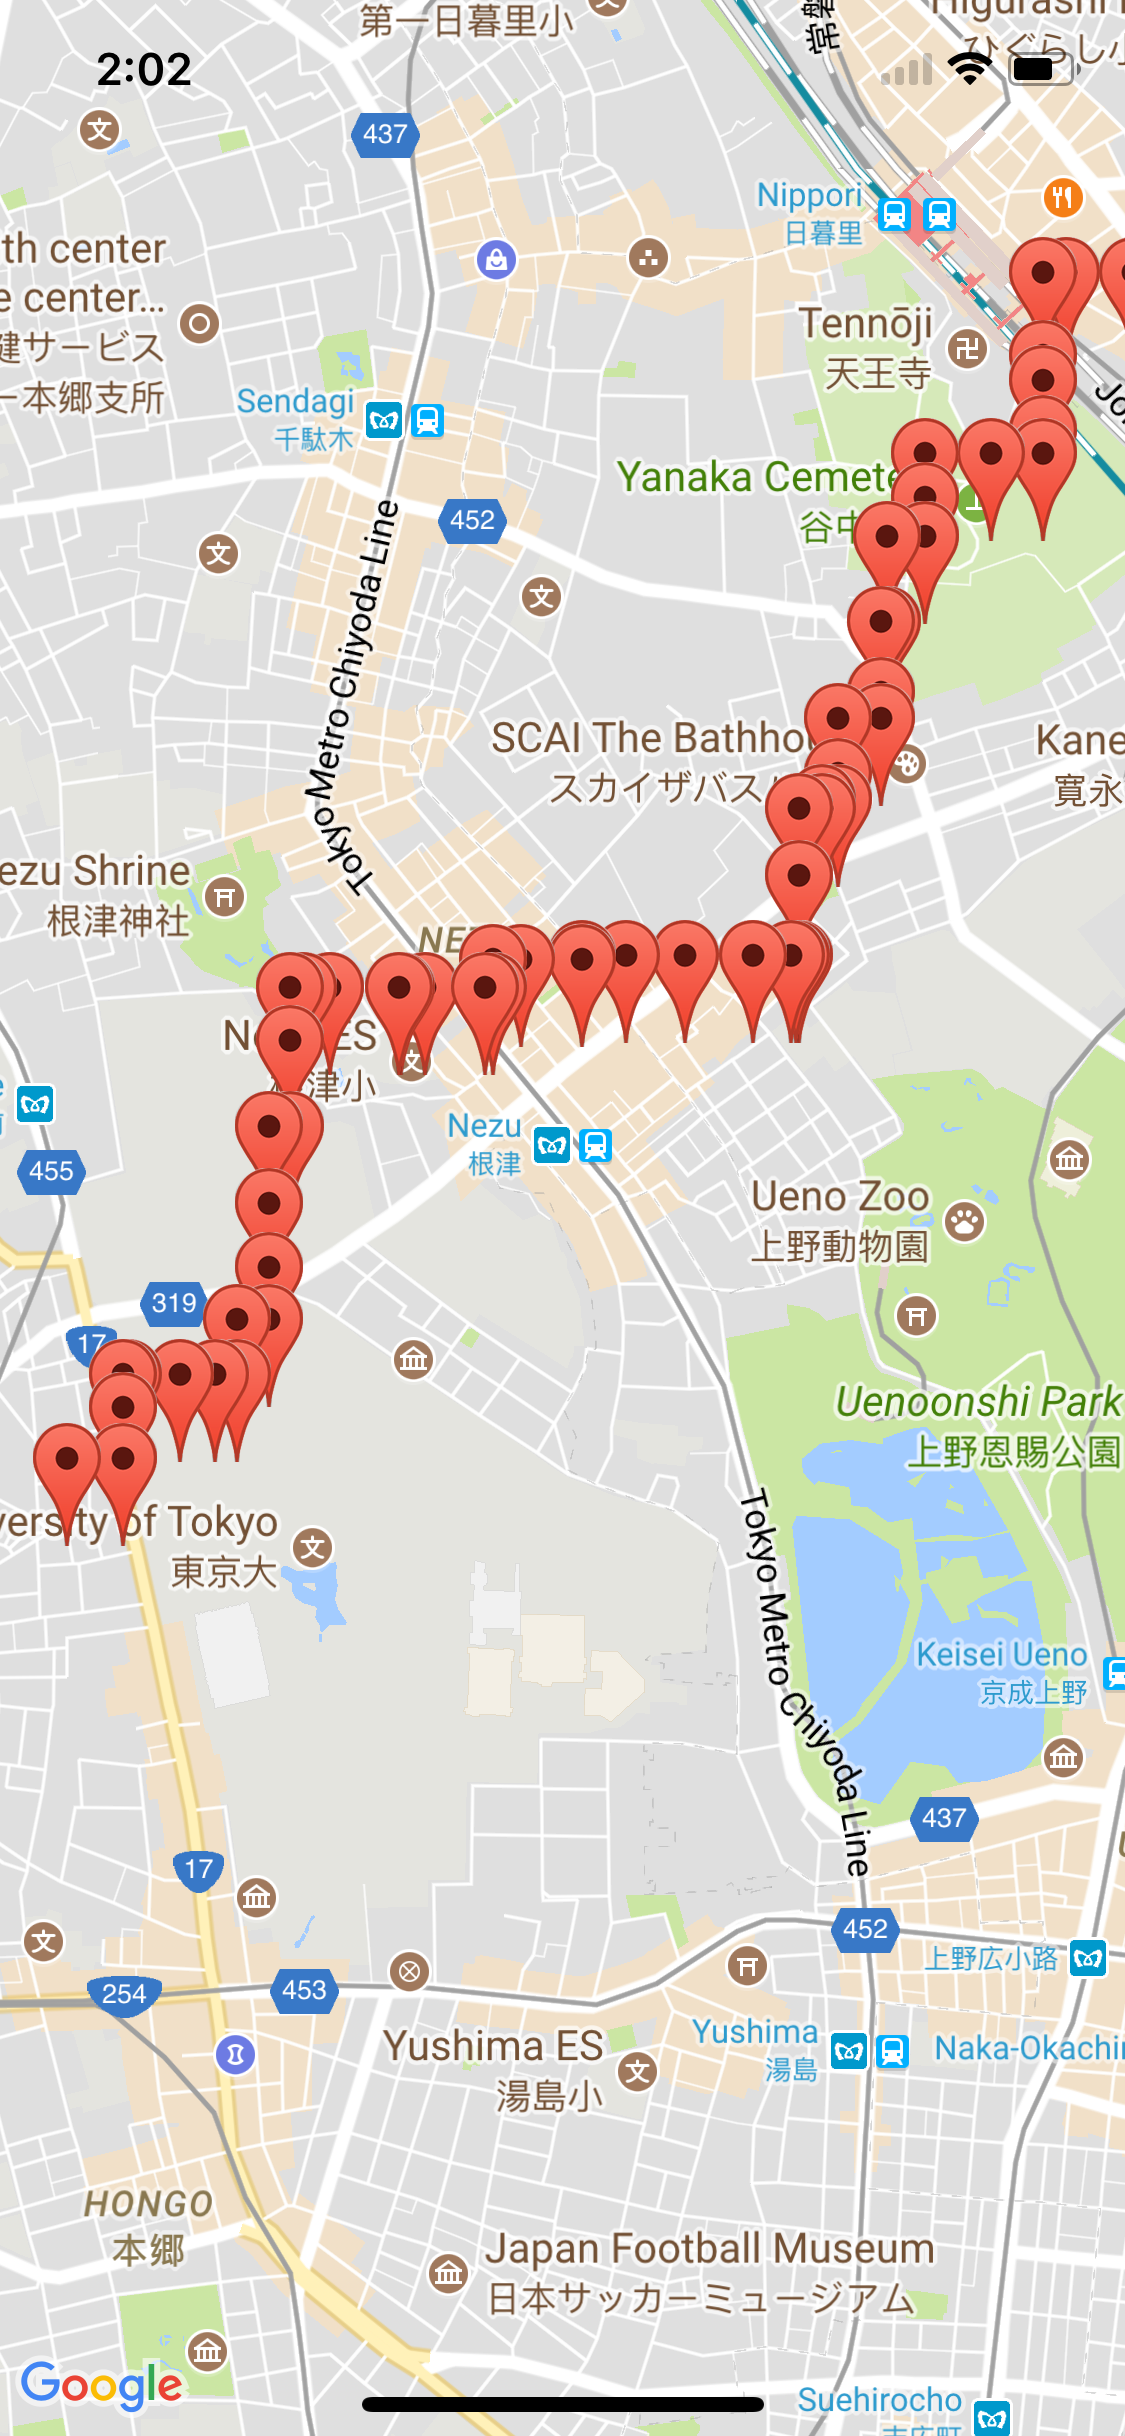 第一日暮里小
常磐
ひぐらし小
2:02
437
Nippori
日暮里
th center
e center...
健サービス
ー本郷支所
Tennōji
天王寺
Sendagi
千駄木
Yanaka Cemete
谷中
452
Tokyo Metro Chiyoda Line
SCAI The Bathhou
スカイザバス
Kane
寛永
ezu Shrine
根津神社
ES
津小
Nezu
根津
455
Ueno Zoo
上野動物園
319
17
Uenoonshi Park
上野恩賜公園
versity of Tokyo
東京大
Tokyo Metro Chiyoda Line
Keisei Ueno
京成上野
437
17
452
上野広小路
254
453
Yushima ES
湯島小
Yushima
湯島
Naka-Okachi
HONGO
本郷
Japan Football Museum
日本サッカーミュージアム
Google
Suehirocho